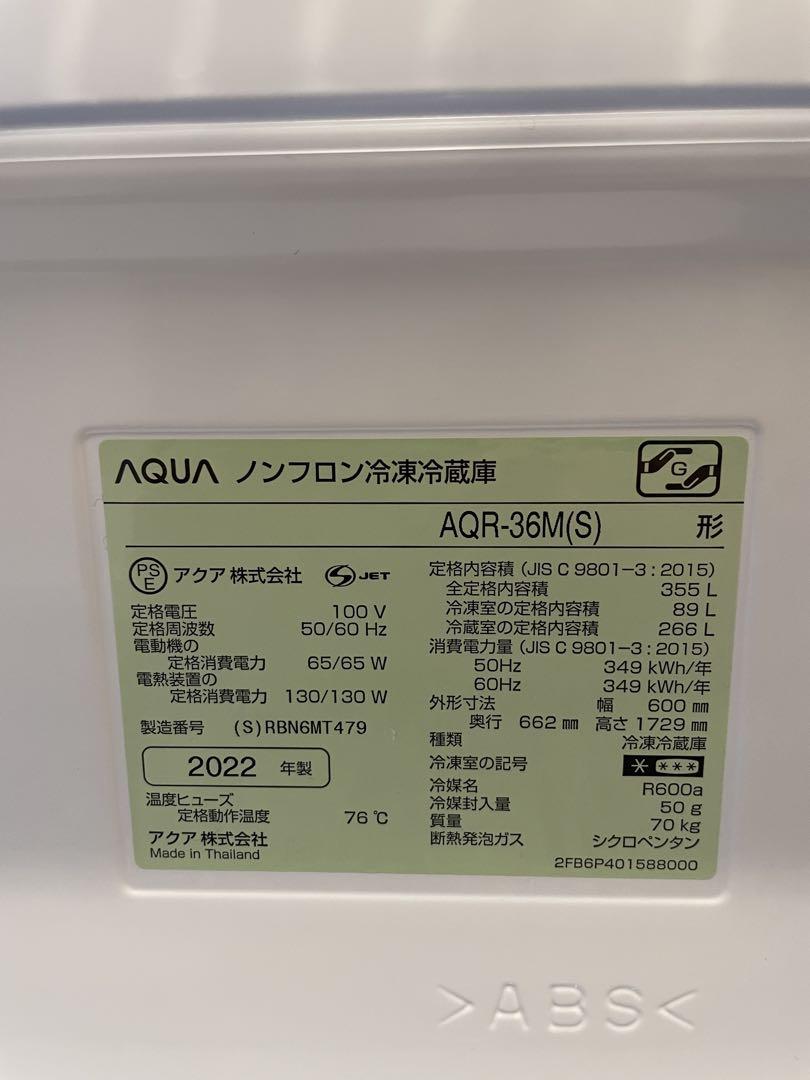 AQUA ノンフロン冷凍冷蔵庫
G
AQR-36M(S) 形
PSE アクア株式会社 S JET
定格電圧 100 V
定格周波数 50/60 Hz
電動機の
定格消費電力 65/65 W
電熱装置の
定格消費電力 130/130 W
製造番号 (S)RBN6MT479
2022 年製
温度ヒューズ
定格動作温度 76℃
アクア株式会社
Made in Thailand
定格内容積(JIS C 9801-3:2015)
全定格内容積 355 L
冷凍室の定格内容積 89 L
冷蔵室の定格内容積 266 L
消費電力量(JIS C 9801-3:2015)
50Hz 349 kWh/年
60Hz 349 kWh/年
外形寸法 幅 600 mm
奥行 662 mm 高さ 1729 mm
種類 冷凍冷蔵庫
冷凍室の記号 * ***
冷媒名 R600a
冷媒封入量 50 g
質量 70 kg
断熱発泡ガス シクロペンタン
2FB6P401588000
>ABS<